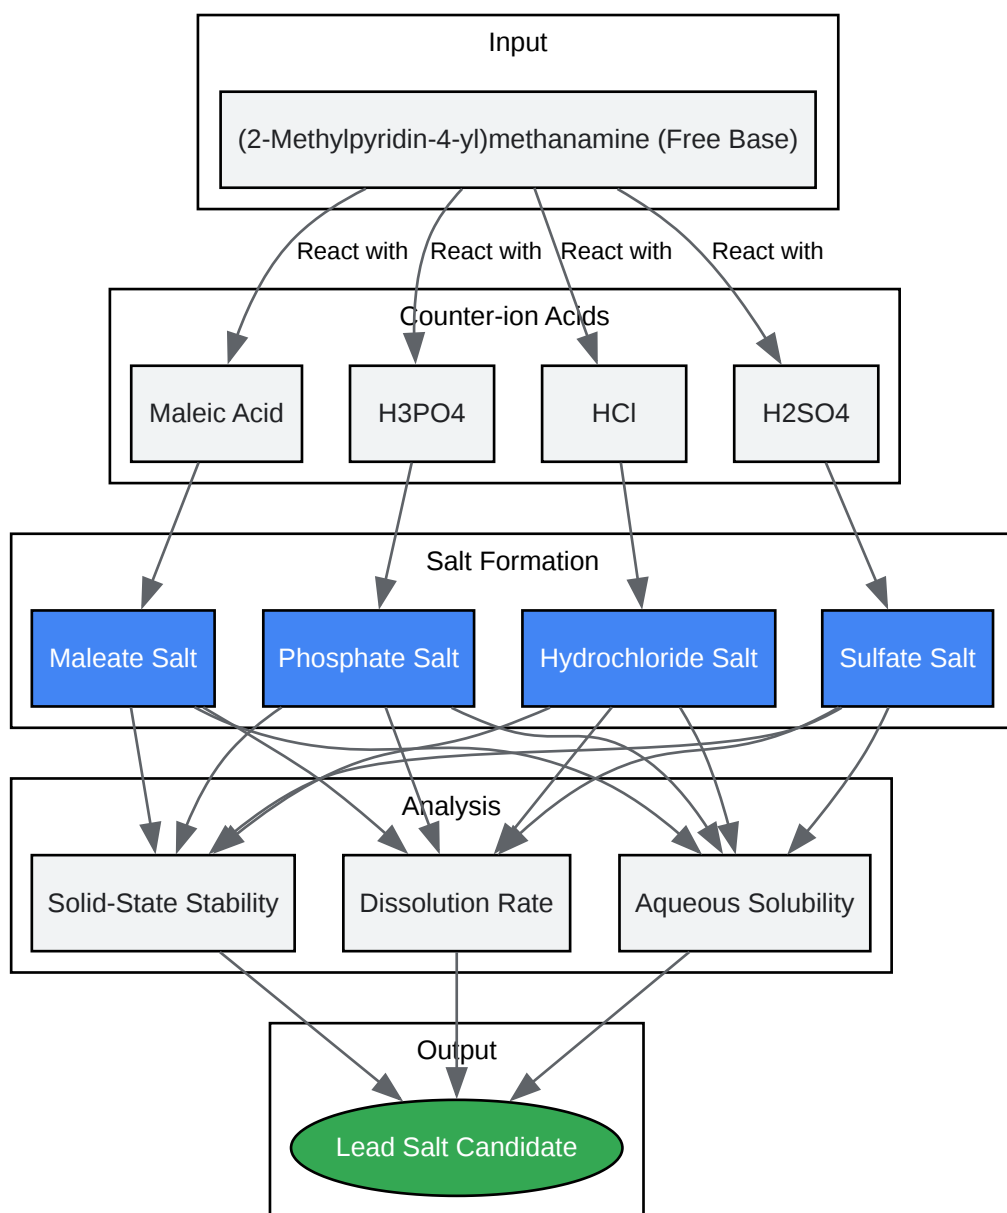 Input
(2-Methylpyridin-4-yl)methanamine (Free Base)
React with React with React with React with
Counter-ion Acids
Maleic Acid H3PO4 HCl H2SO4
Salt Formation
Maleate Salt Phosphate Salt Hydrochloride Salt Sulfate Salt
Analysis
Solid-State Stability Dissolution Rate Aqueous Solubility
Output
Lead Salt Candidate